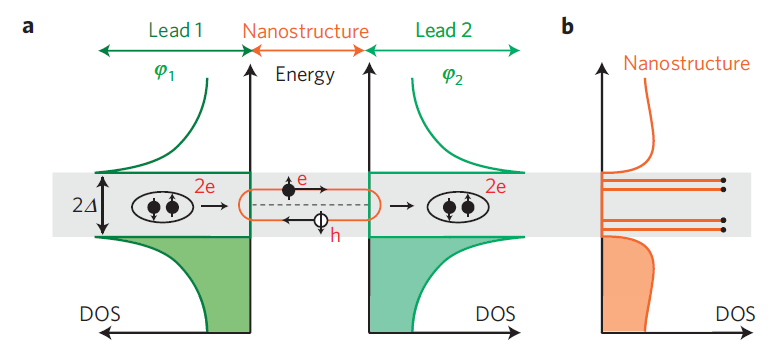 a
Lead 1
Nanostructure
Lead 2
φ1
Energy
φ2
2Δ
2e
e
h
2e
DOS
DOS
b
Nanostructure
DOS